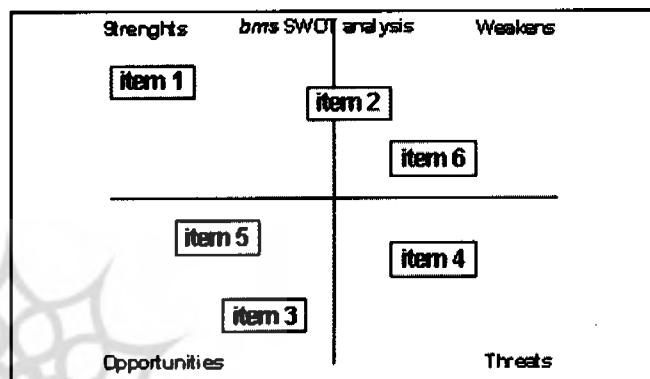 Strenghts bms SWOT analysis Weakens
item 1
item 2
item 6
item 5
item 4
item 3
Opportunities Threats